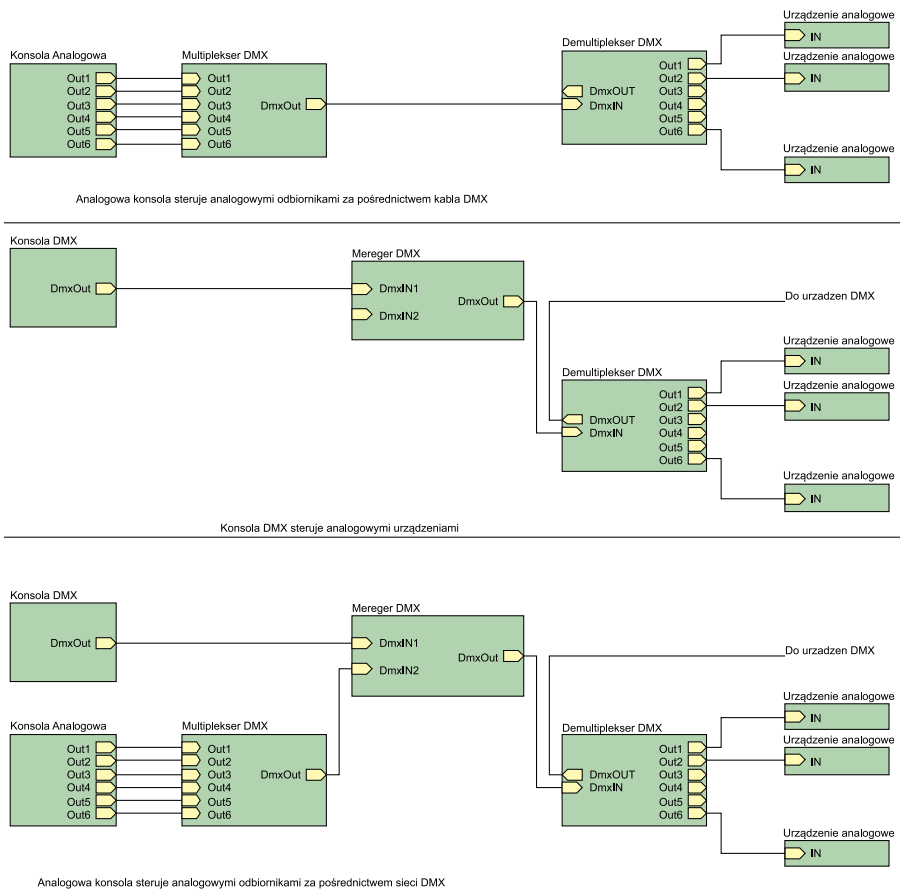 Urządzenie analogowe
IN
Konsola Analogowa
Multiplekser DMX
Demultiplekser DMX
Urządzenie analogowe
IN
Out1
Out2
Out3
Out4
Out5
Out6
Out1
Out2
Out3
Out4
Out5
Out6
DmxOut
DmxOUT
DmxIN
Out1
Out2
Out3
Out4
Out5
Out6
Urządzenie analogowe
IN
Analogowa konsola steruje analogowymi odbiornikami za pośrednictwem kabla DMX
Konsola DMX
DmxOut
Mereger DMX
DmxIN1
DmxIN2
DmxOut
Do urzadzen DMX
Urządzenie analogowe
IN
Demultiplekser DMX
Urządzenie analogowe
IN
DmxOUT
DmxIN
Out1
Out2
Out3
Out4
Out5
Out6
Urządzenie analogowe
IN
Konsola DMX steruje analogowymi urządzeniami
Konsola DMX
DmxOut
Mereger DMX
DmxIN1
DmxIN2
DmxOut
Do urzadzen DMX
Urządzenie analogowe
IN
Konsola Analogowa
Multiplekser DMX
Demultiplekser DMX
Urządzenie analogowe
IN
Out1
Out2
Out3
Out4
Out5
Out6
Out1
Out2
Out3
Out4
Out5
Out6
DmxOut
DmxOUT
DmxIN
Out1
Out2
Out3
Out4
Out5
Out6
Urządzenie analogowe
IN
Analogowa konsola steruje analogowymi odbiornikami za pośrednictwem sieci DMX